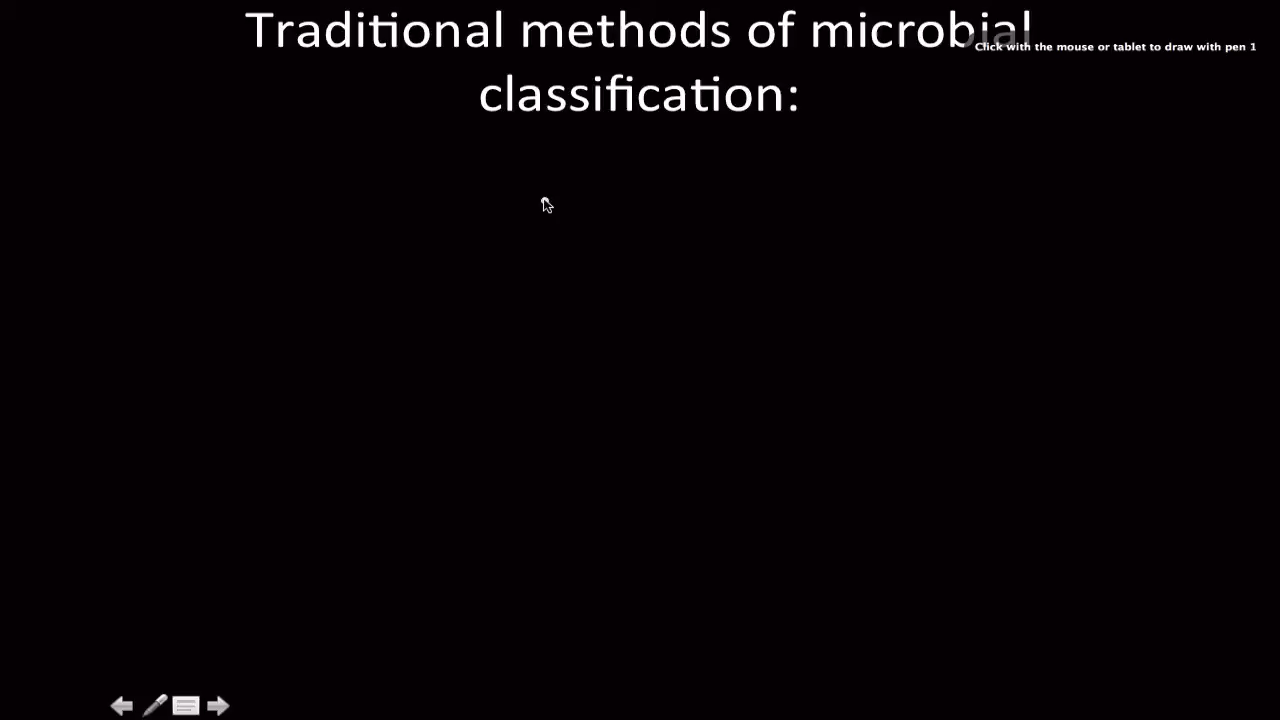 Traditional methods of microbial
Click with the mouse or tablet to draw with pen 1
classification: